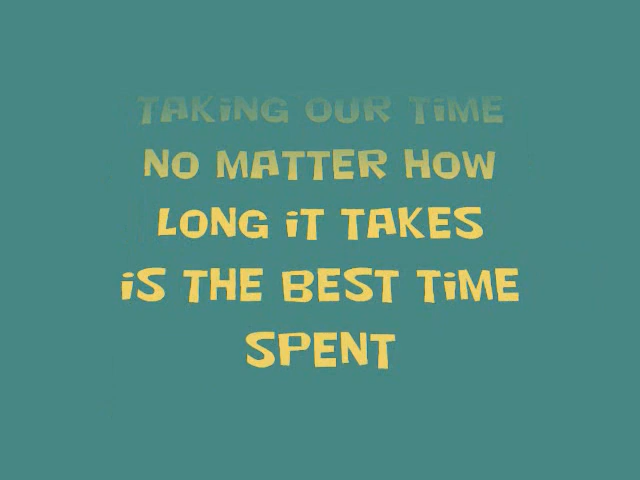 TAKiNG OUR TiME
NO MATTER HOW
LONG iT TAKES
iS THE BEST TiME
SPENT